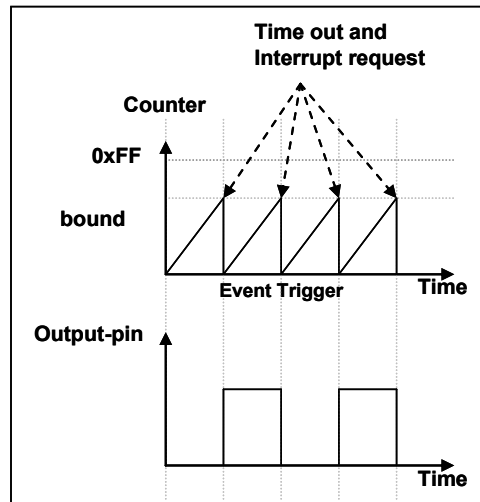 Time out and
Interrupt request
Counter
0xFF
bound
Event Trigger
Time
Output-pin
Time